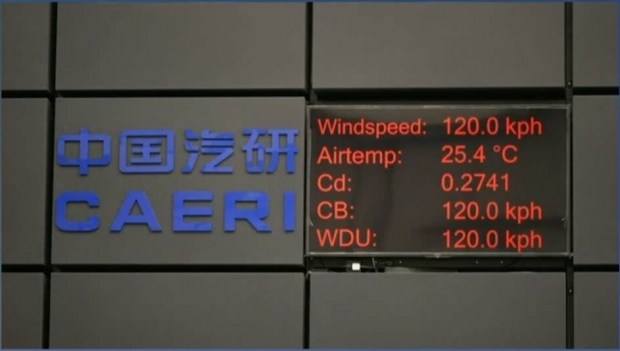 中国汽研
CAERI
Windspeed: 120.0 kph
Airtemp: 25.4 °C
Cd: 0.2741
CB: 120.0 kph
WDU: 120.0 kph